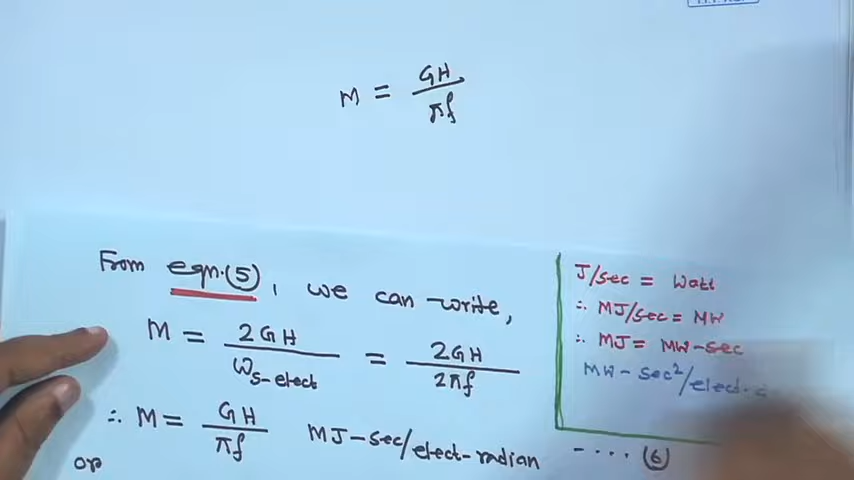 M = GH / πf
From eqn.(5), we can write,
M = 2GH / ωs-elect = 2GH / 2πf
∴ M = GH / πf MJ-sec/elect-radian - .... (6)
or
J/sec = Watt
∴ MJ/sec = MW
∴ MJ = MW-sec
MW-sec²/elect.